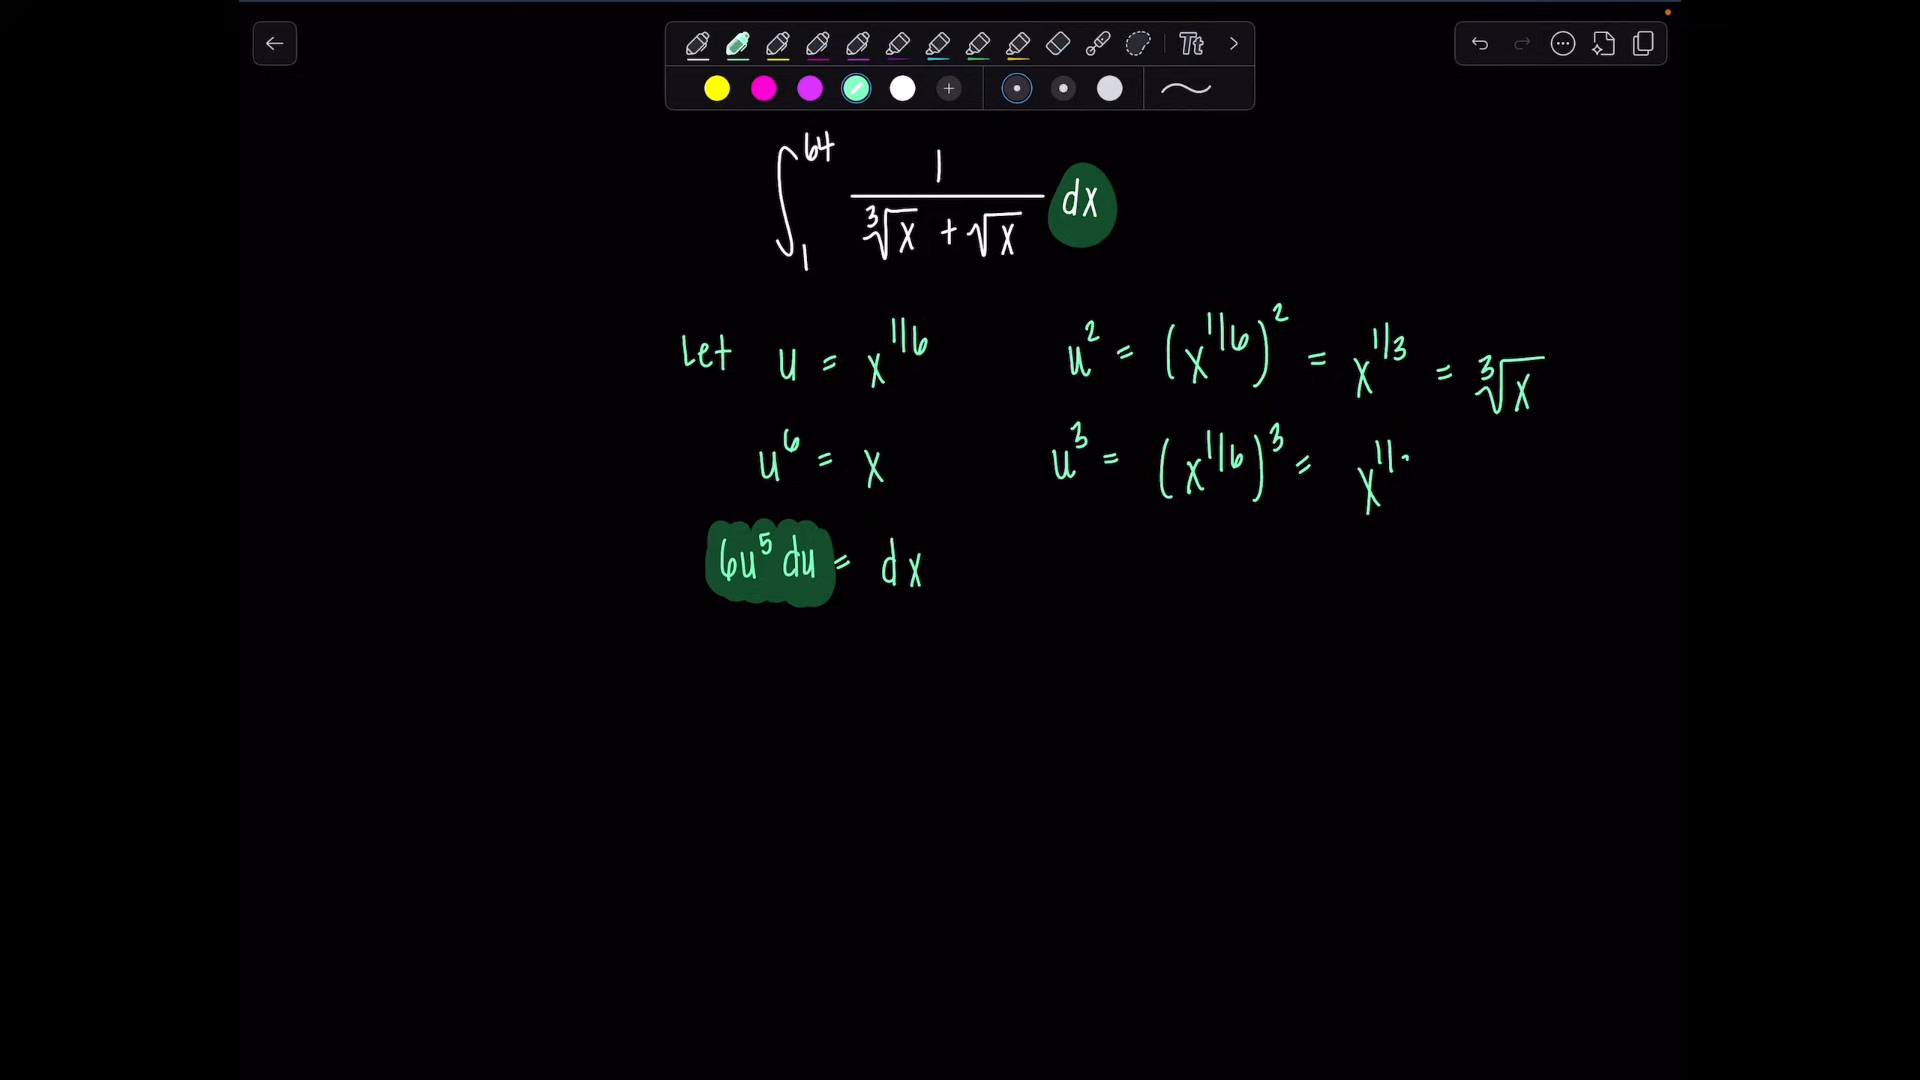 Tt
∫₁⁶⁴ 1 / (∛x + √x) dx
Let u = x^(1/6)    u² = (x^(1/6))² = x^(1/3) = ∛x
u⁶ = x    u³ = (x^(1/6))³ = x^(1/
6u⁵ du = dx